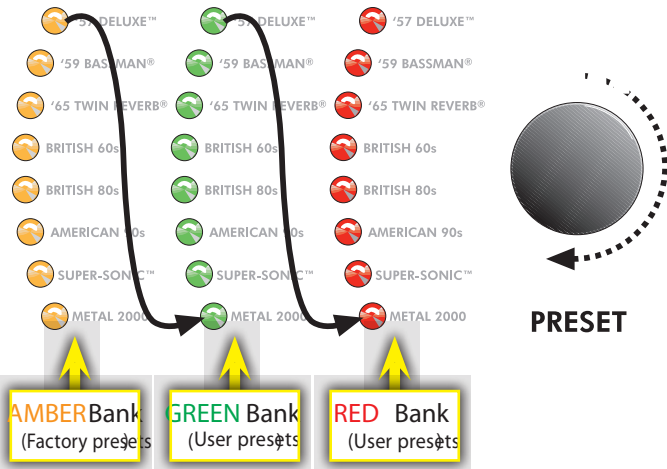 '57 DELUXE™
'59 BASSMAN®
'65 TWIN REVERB®
BRITISH 60s
BRITISH 80s
AMERICAN 90s
SUPER-SONIC™
METAL 2000
AMBER Bank
(Factory presets)
'57 DELUXE™
'59 BASSMAN®
'65 TWIN REVERB®
BRITISH 60s
BRITISH 80s
AMERICAN 90s
SUPER-SONIC™
METAL 2000
GREEN Bank
(User presets)
'57 DELUXE™
'59 BASSMAN®
'65 TWIN REVERB®
BRITISH 60s
BRITISH 80s
AMERICAN 90s
SUPER-SONIC™
METAL 2000
RED Bank
(User presets)
PRESET